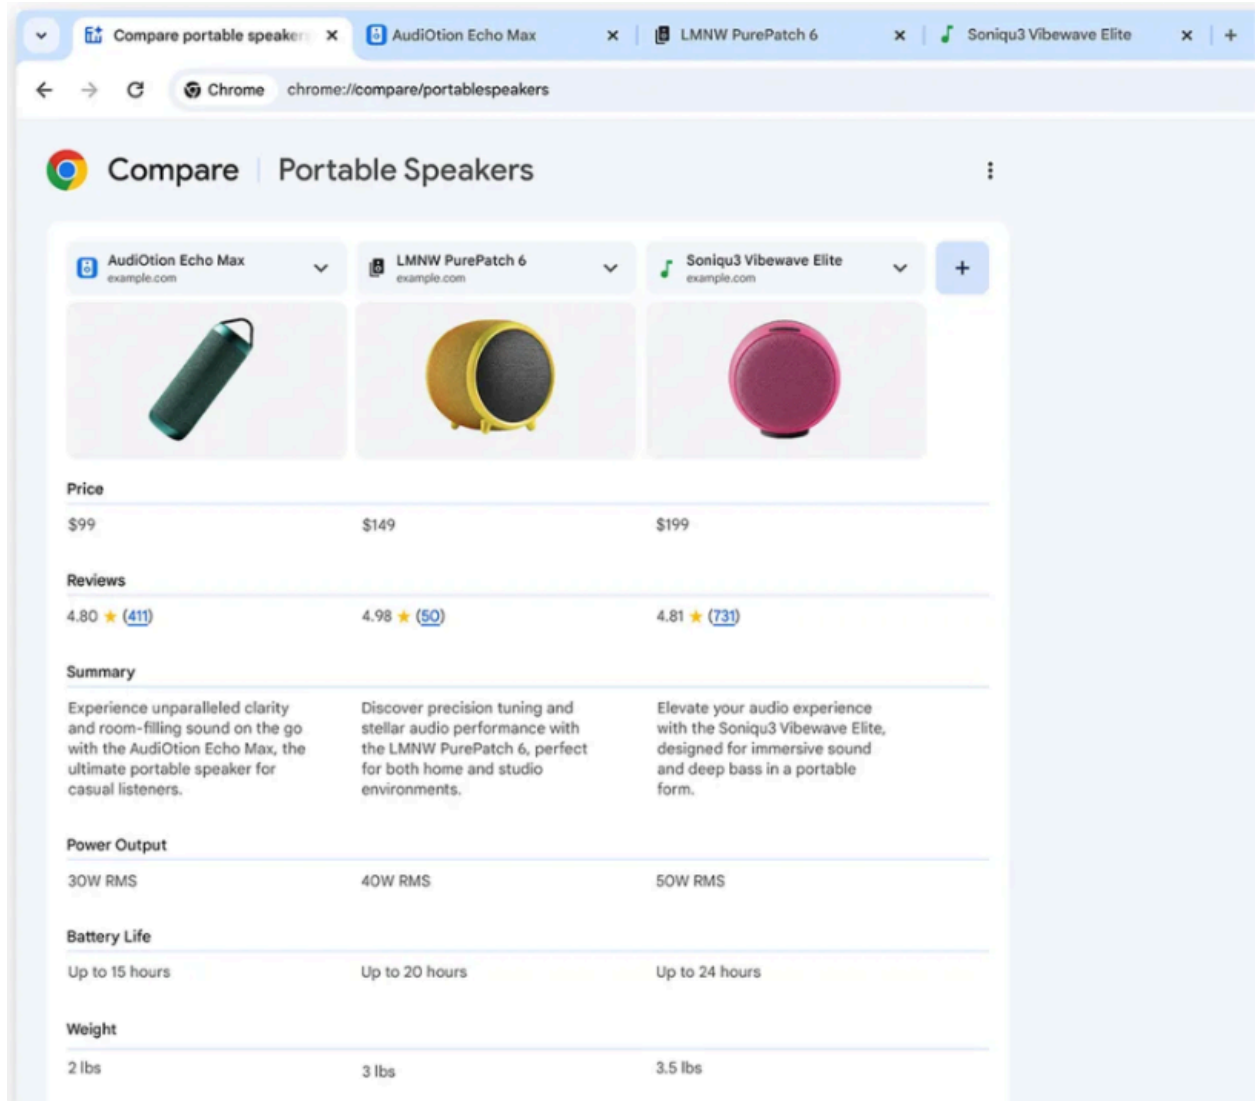 Compare portable speaker
AudiOtion Echo Max
LMNW PurePatch 6
Soniqu3 Vibewave Elite
Chrome
chrome://compare/portablespeakers
Compare | Portable Speakers
AudiOtion Echo Max
example.com
LMNW PurePatch 6
example.com
Soniqu3 Vibewave Elite
example.com
Price
$99
$149
$199
Reviews
4.80 ★ (411)
4.98 ★ (50)
4.81 ★ (731)
Summary
Experience unparalleled clarity
and room-filling sound on the go
with the AudiOtion Echo Max, the
ultimate portable speaker for
casual listeners.
Discover precision tuning and
stellar audio performance with
the LMNW PurePatch 6, perfect
for both home and studio
environments.
Elevate your audio experience
with the Soniqu3 Vibewave Elite,
designed for immersive sound
and deep bass in a portable
form.
Power Output
30W RMS
40W RMS
50W RMS
Battery Life
Up to 15 hours
Up to 20 hours
Up to 24 hours
Weight
2 lbs
3 lbs
3.5 lbs